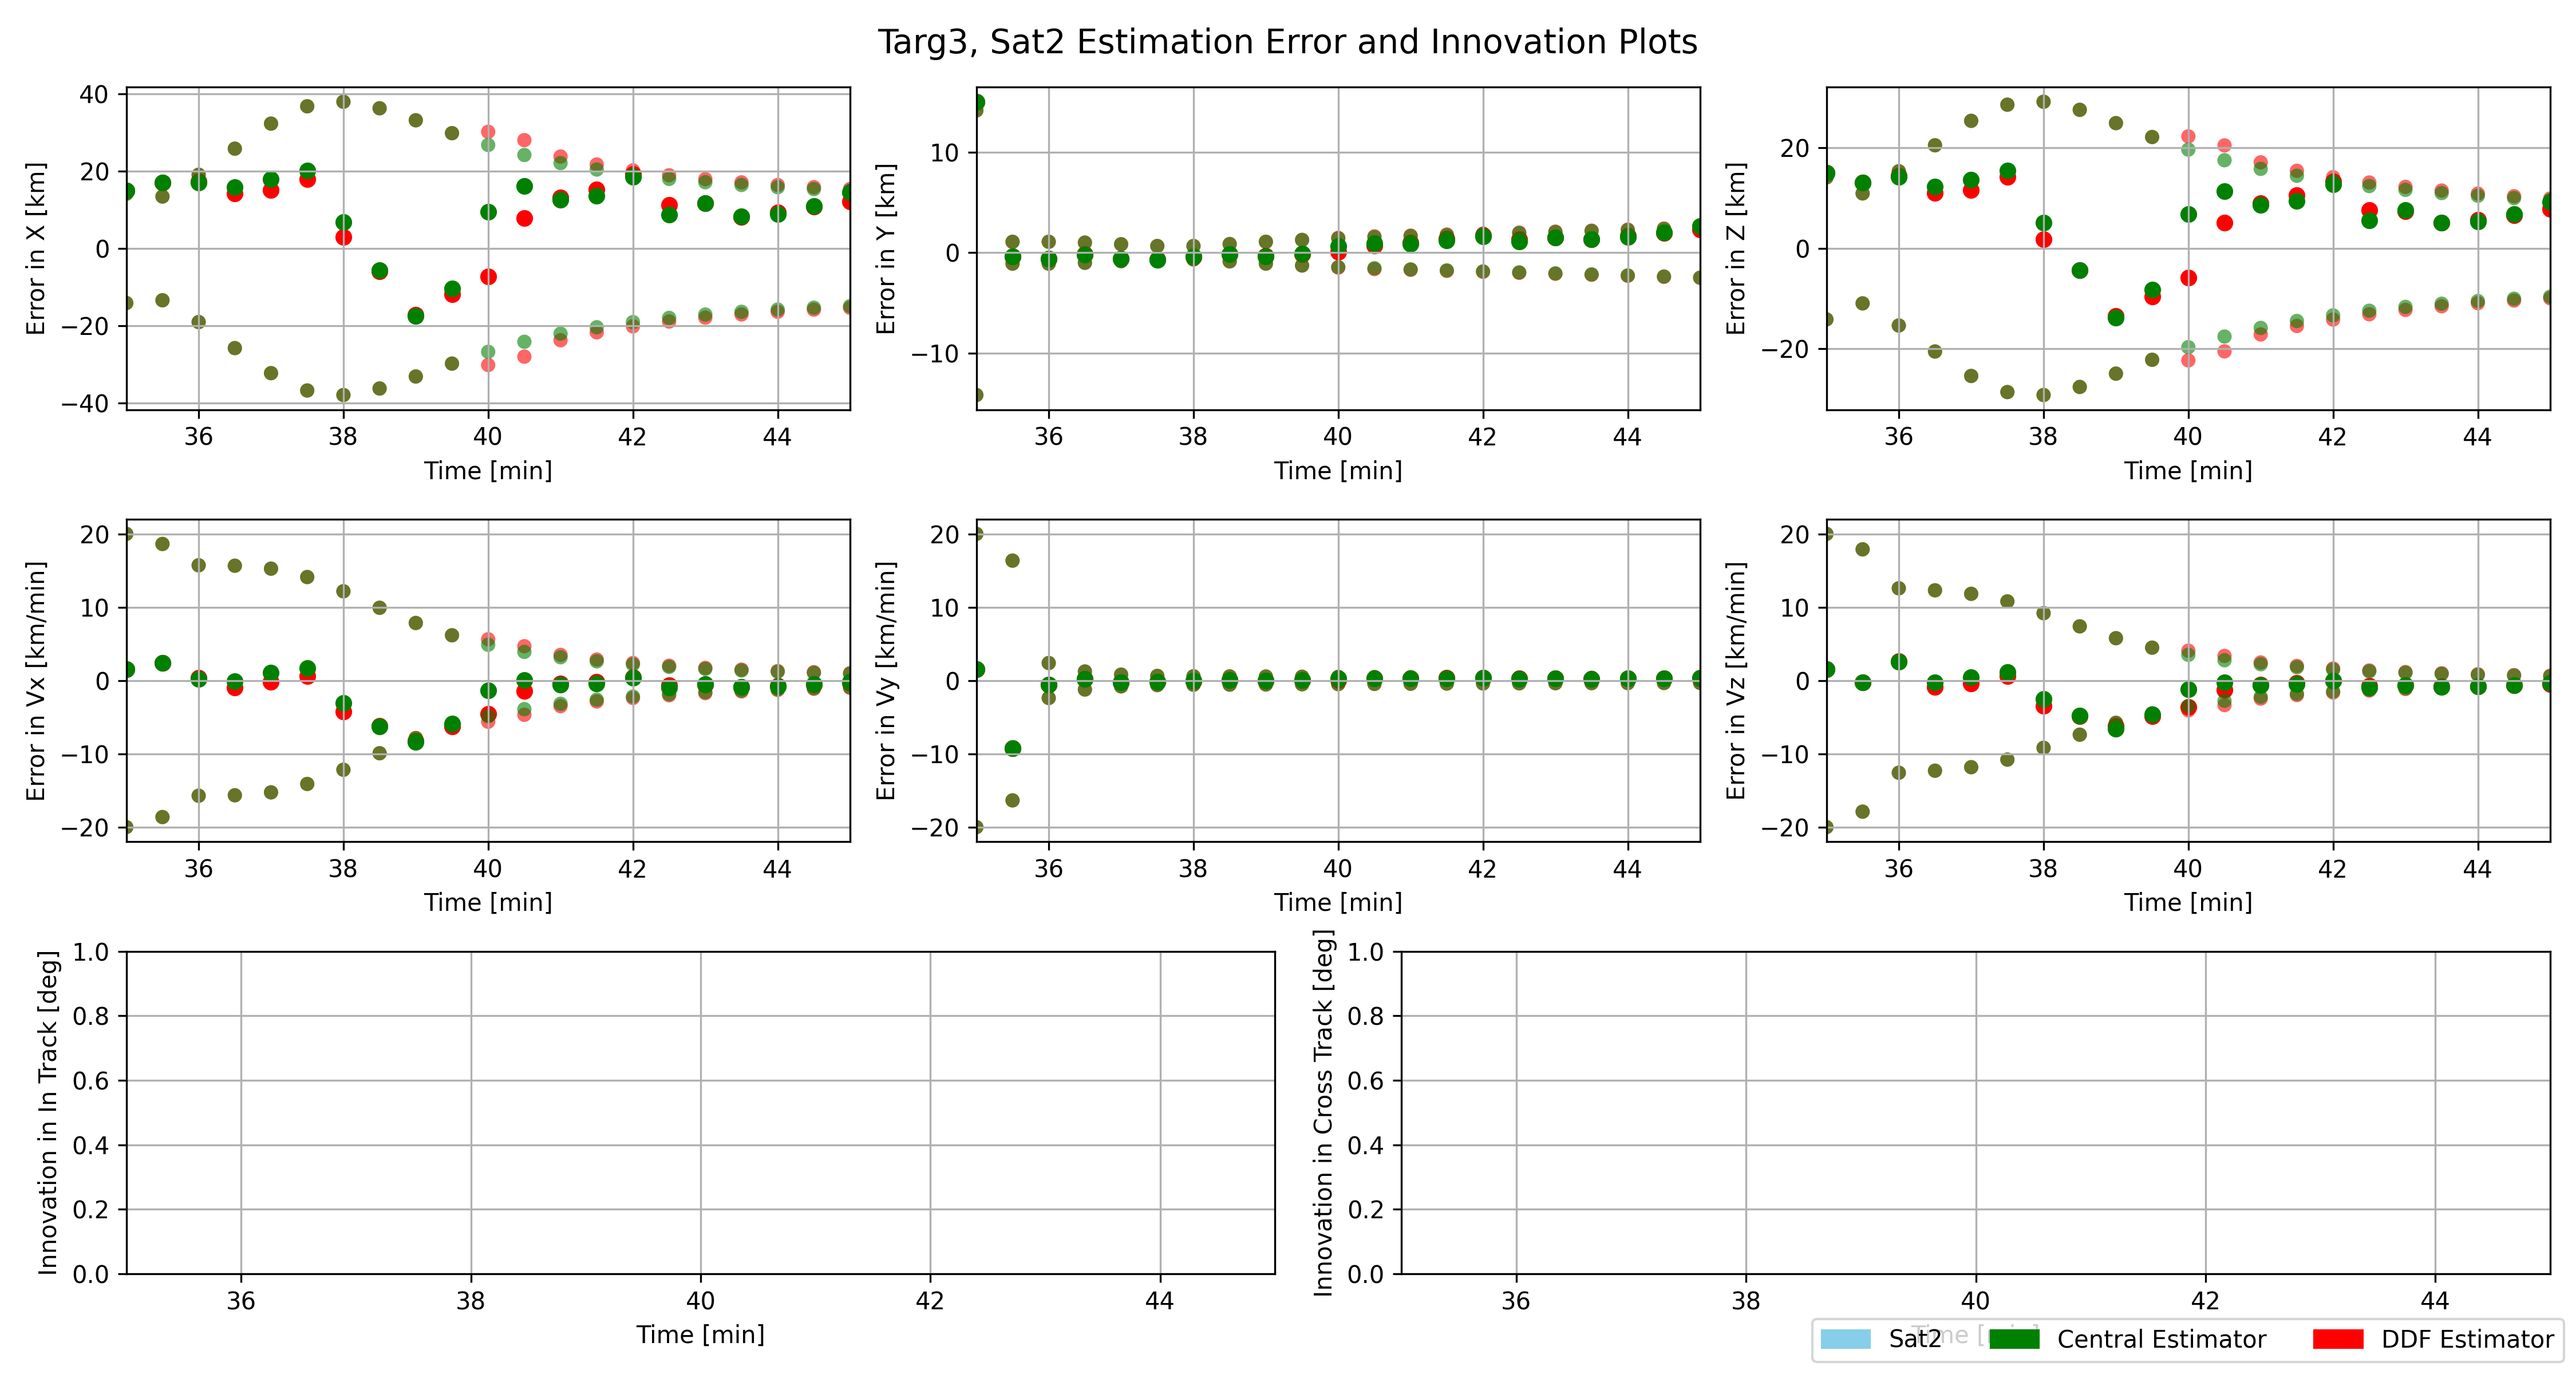 Targ3, Sat2 Estimation Error and Innovation Plots
Error in X [km]
40
20
0
−20
−40
36 38 40 42 44
Time [min]
Error in Y [km]
10
0
−10
36 38 40 42 44
Time [min]
Error in Z [km]
20
0
−20
36 38 40 42 44
Time [min]
Error in Vx [km/min]
20
10
0
−10
−20
36 38 40 42 44
Time [min]
Error in Vy [km/min]
20
10
0
−10
−20
36 38 40 42 44
Time [min]
Error in Vz [km/min]
20
10
0
−10
−20
36 38 40 42 44
Time [min]
Innovation in In Track [deg]
1.0
0.8
0.6
0.4
0.2
0.0
36 38 40 42 44
Time [min]
Innovation in Cross Track [deg]
1.0
0.8
0.6
0.4
0.2
0.0
36 38 40 42 44
Time [min]
Sat2 Central Estimator DDF Estimator